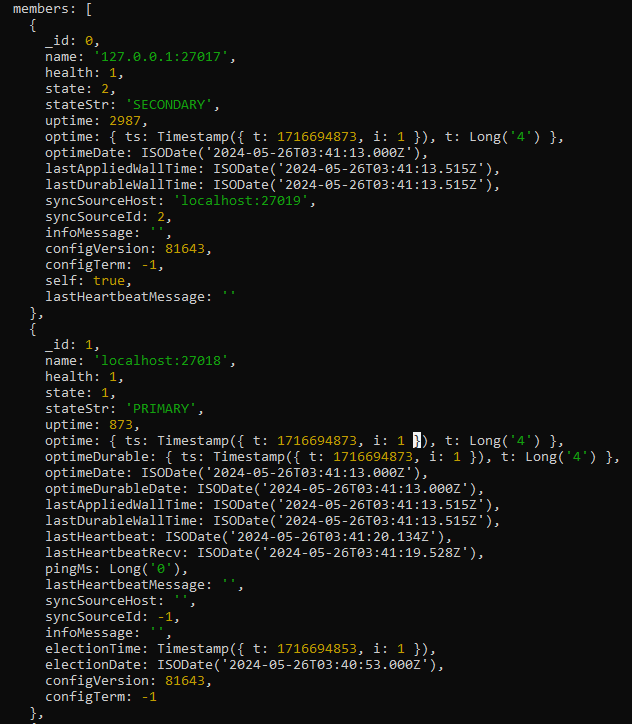 members: [
{
_id: 0,
name: '127.0.0.1:27017',
health: 1,
state: 2,
stateStr: 'SECONDARY',
uptime: 2987,
optime: { ts: Timestamp({ t: 1716694873, i: 1 }), t: Long('4') },
optimeDate: ISODate('2024-05-26T03:41:13.000Z'),
lastAppliedWallTime: ISODate('2024-05-26T03:41:13.515Z'),
lastDurableWallTime: ISODate('2024-05-26T03:41:13.515Z'),
syncSourceHost: 'localhost:27019',
syncSourceId: 2,
infoMessage: '',
configVersion: 81643,
configTerm: -1,
self: true,
lastHeartbeatMessage: ''
},
{
_id: 1,
name: 'localhost:27018',
health: 1,
state: 1,
stateStr: 'PRIMARY',
uptime: 873,
optime: { ts: Timestamp({ t: 1716694873, i: 1 }), t: Long('4') },
optimeDurable: { ts: Timestamp({ t: 1716694873, i: 1 }), t: Long('4') },
optimeDate: ISODate('2024-05-26T03:41:13.000Z'),
optimeDurableDate: ISODate('2024-05-26T03:41:13.000Z'),
lastAppliedWallTime: ISODate('2024-05-26T03:41:13.515Z'),
lastDurableWallTime: ISODate('2024-05-26T03:41:13.515Z'),
lastHeartbeat: ISODate('2024-05-26T03:41:20.134Z'),
lastHeartbeatRecv: ISODate('2024-05-26T03:41:19.528Z'),
pingMs: Long('0'),
lastHeartbeatMessage: '',
syncSourceHost: '',
syncSourceId: -1,
infoMessage: '',
electionTime: Timestamp({ t: 1716694853, i: 1 }),
electionDate: ISODate('2024-05-26T03:40:53.000Z'),
configVersion: 81643,
configTerm: -1
},